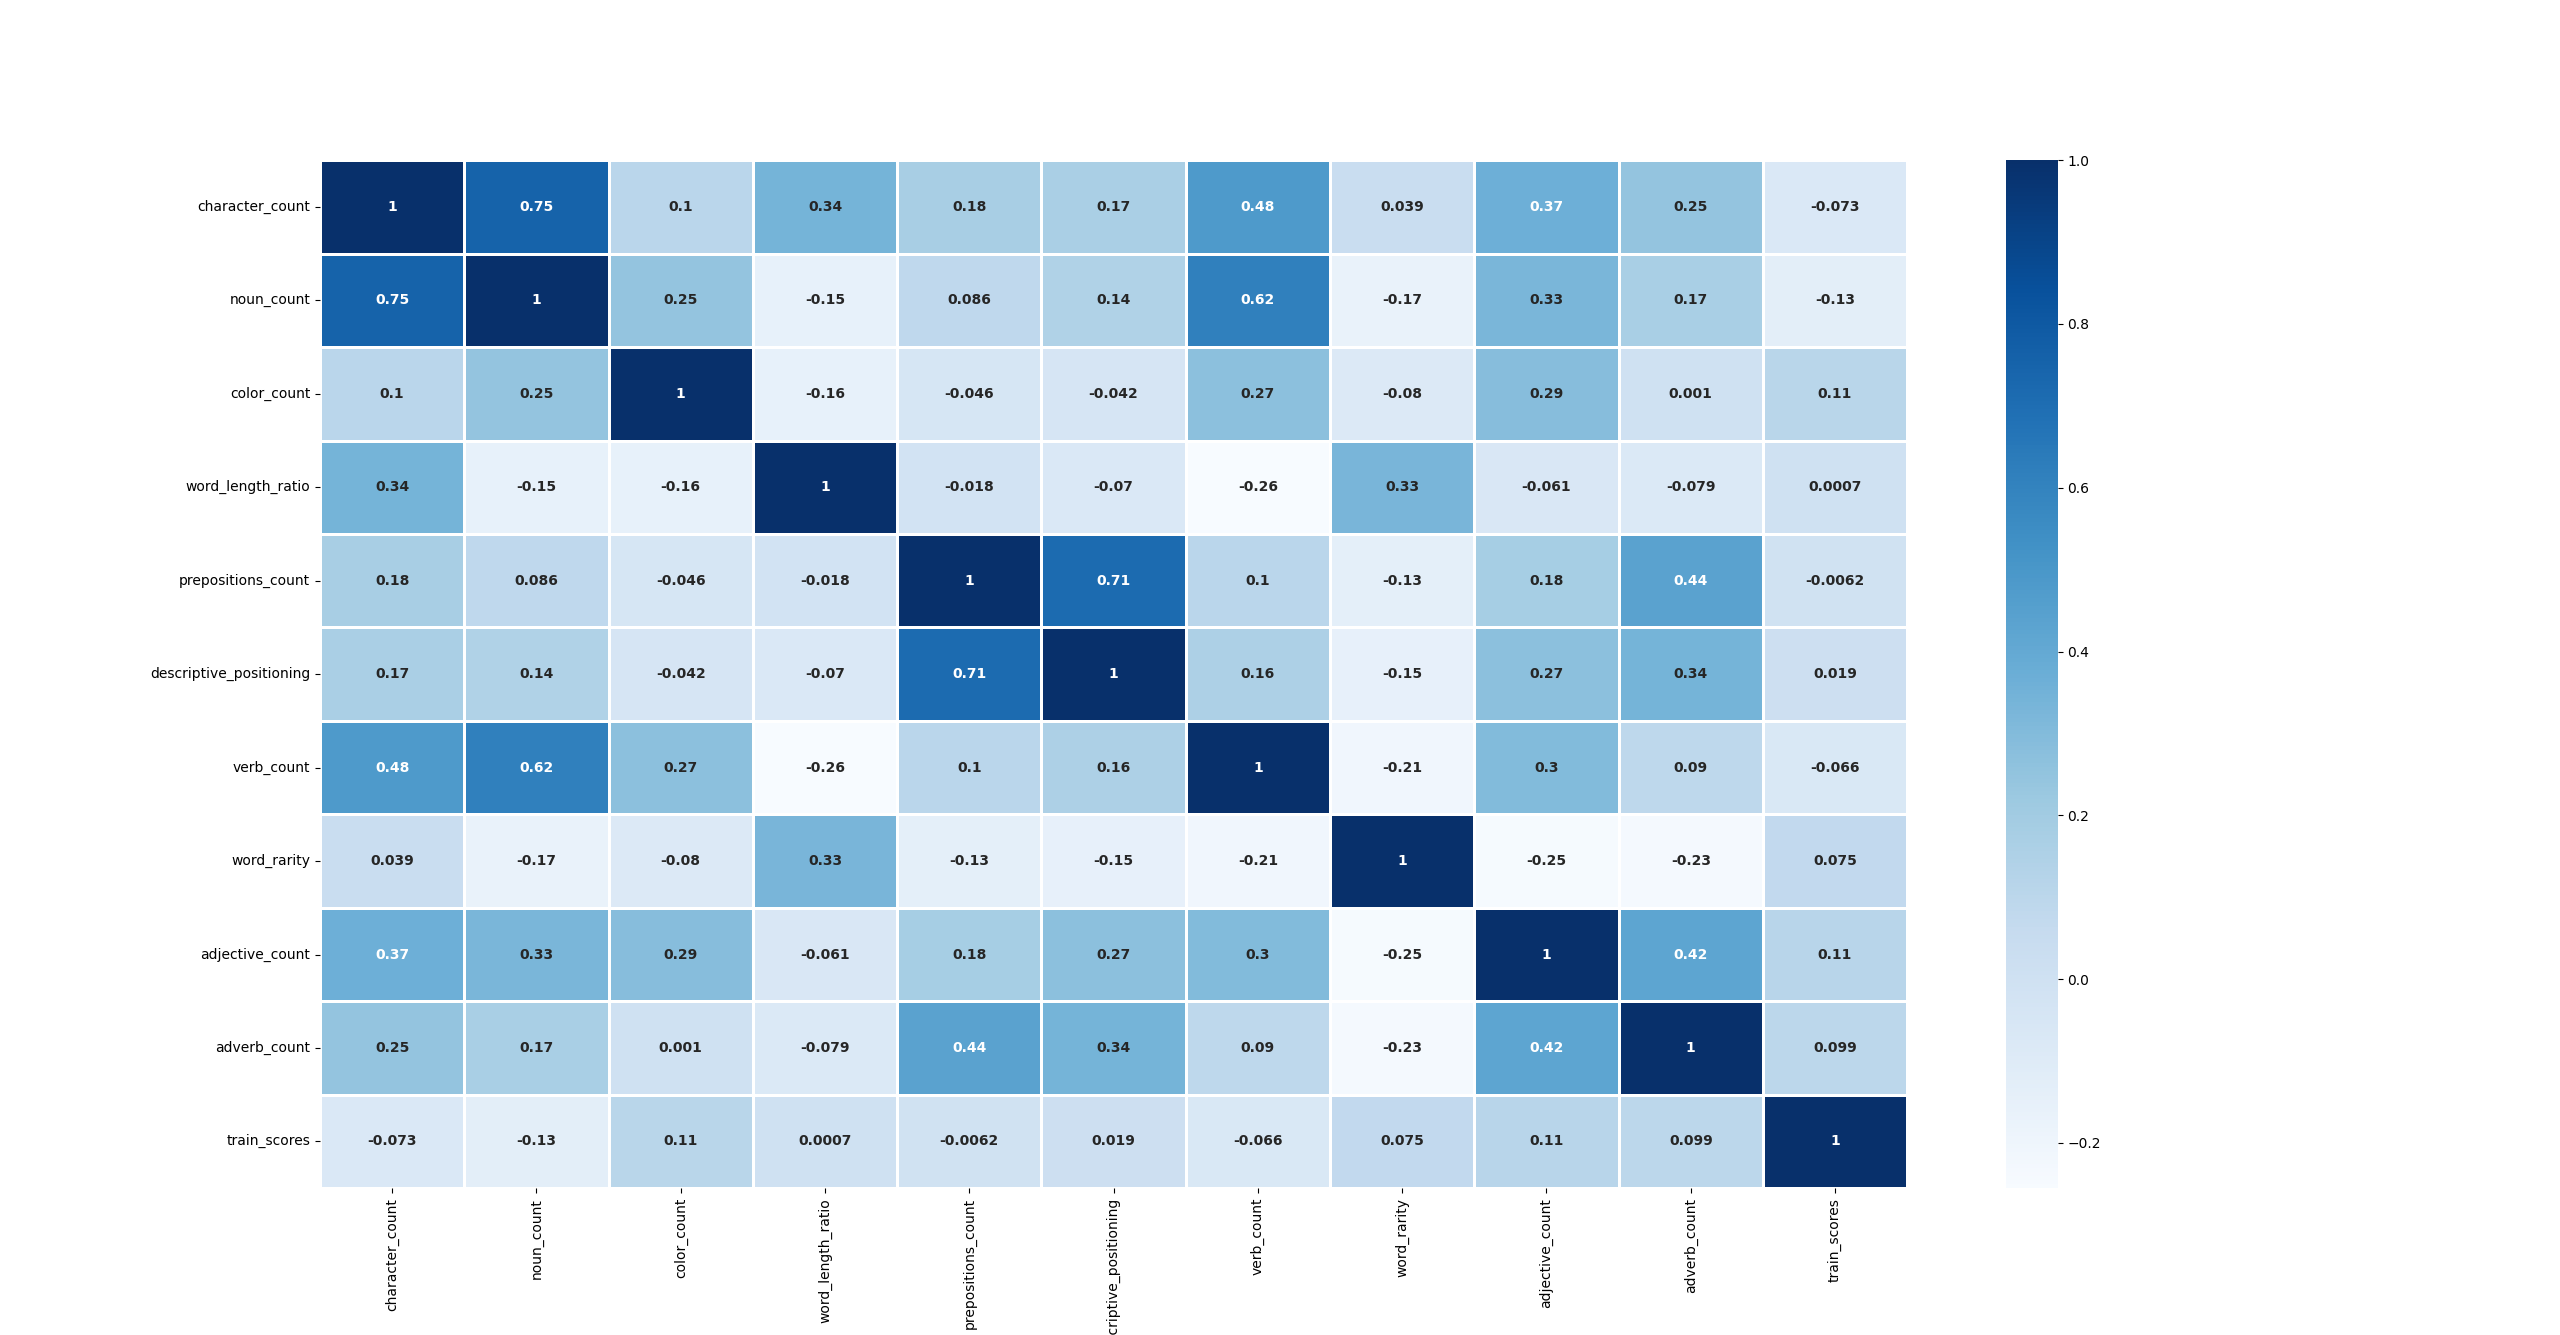 character_count 1 0.75 0.1 0.34 0.18 0.17 0.48 0.039 0.37 0.25 -0.073
noun_count 0.75 1 0.25 -0.15 0.086 0.14 0.62 -0.17 0.33 0.17 -0.13
color_count 0.1 0.25 1 -0.16 -0.046 -0.042 0.27 -0.08 0.29 0.001 0.11
word_length_ratio 0.34 -0.15 -0.16 1 -0.018 -0.07 -0.26 0.33 -0.061 -0.079 0.0007
prepositions_count 0.18 0.086 -0.046 -0.018 1 0.71 0.1 -0.13 0.18 0.44 -0.0062
descriptive_positioning 0.17 0.14 -0.042 -0.07 0.71 1 0.16 -0.15 0.27 0.34 0.019
verb_count 0.48 0.62 0.27 -0.26 0.1 0.16 1 -0.21 0.3 0.09 -0.066
word_rarity 0.039 -0.17 -0.08 0.33 -0.13 -0.15 -0.21 1 -0.25 -0.23 0.075
adjective_count 0.37 0.33 0.29 -0.061 0.18 0.27 0.3 -0.25 1 0.42 0.11
adverb_count 0.25 0.17 0.001 -0.079 0.44 0.34 0.09 -0.23 0.42 1 0.099
train_scores -0.073 -0.13 0.11 0.0007 -0.0062 0.019 -0.066 0.075 0.11 0.099 1
character_count
noun_count
color_count
word_length_ratio
prepositions_count
criptive_positioning
verb_count
word_rarity
adjective_count
adverb_count
train_scores
1.0
0.8
0.6
0.4
0.2
0.0
−0.2